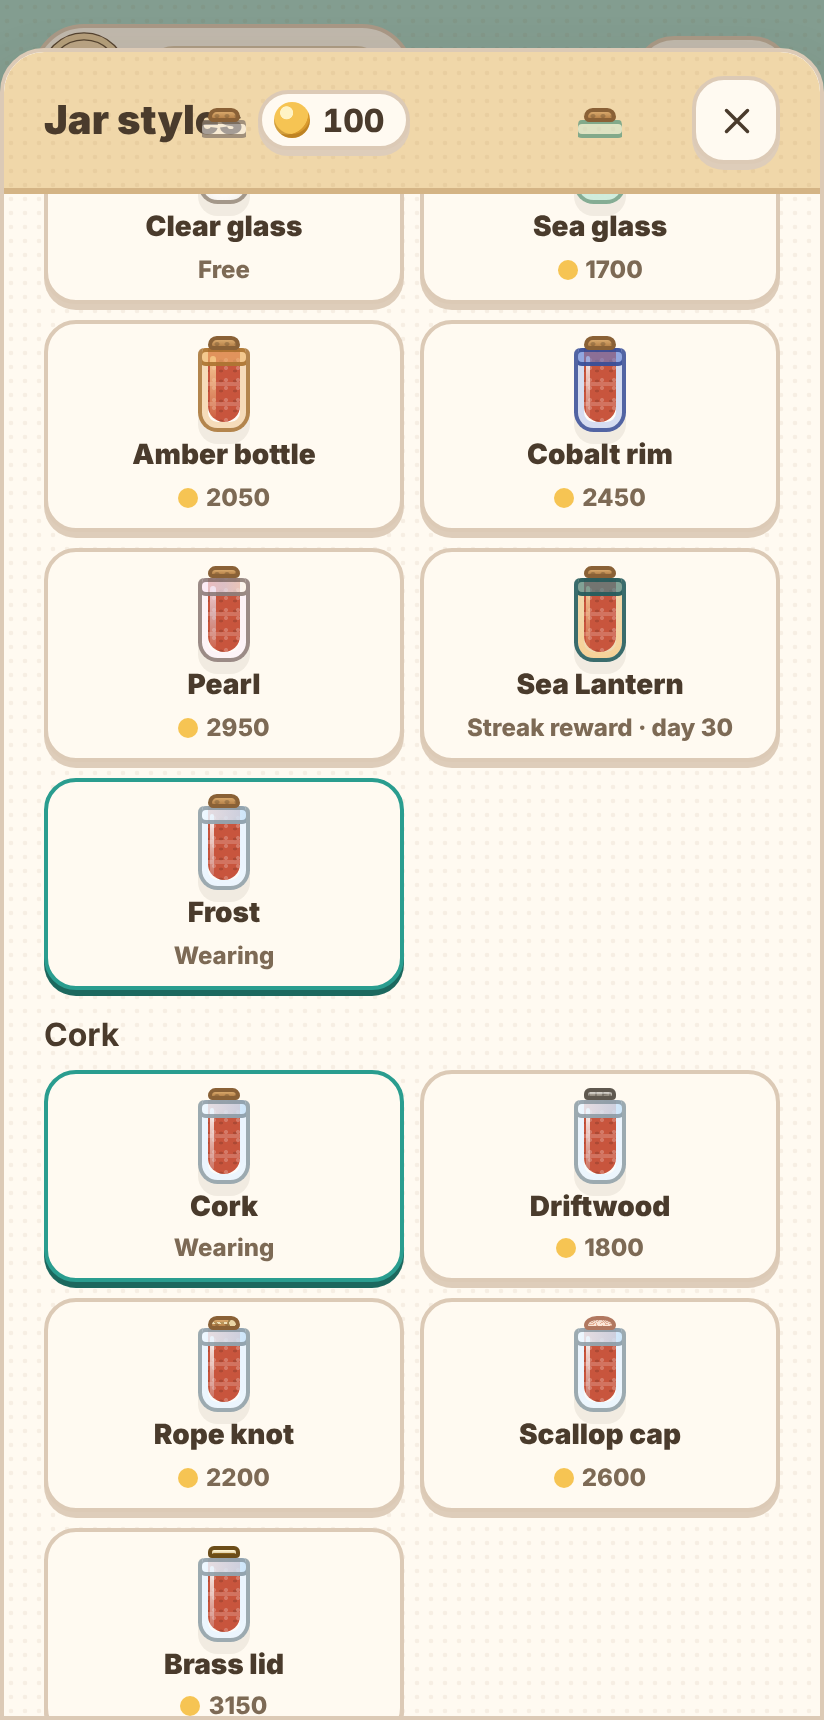 Jar styles
100
Clear glass
Free
Sea glass
1700
Amber bottle
2050
Cobalt rim
2450
Pearl
2950
Sea Lantern
Streak reward · day 30
Frost
Wearing
Cork
Cork
Wearing
Driftwood
1800
Rope knot
2200
Scallop cap
2600
Brass lid
3150